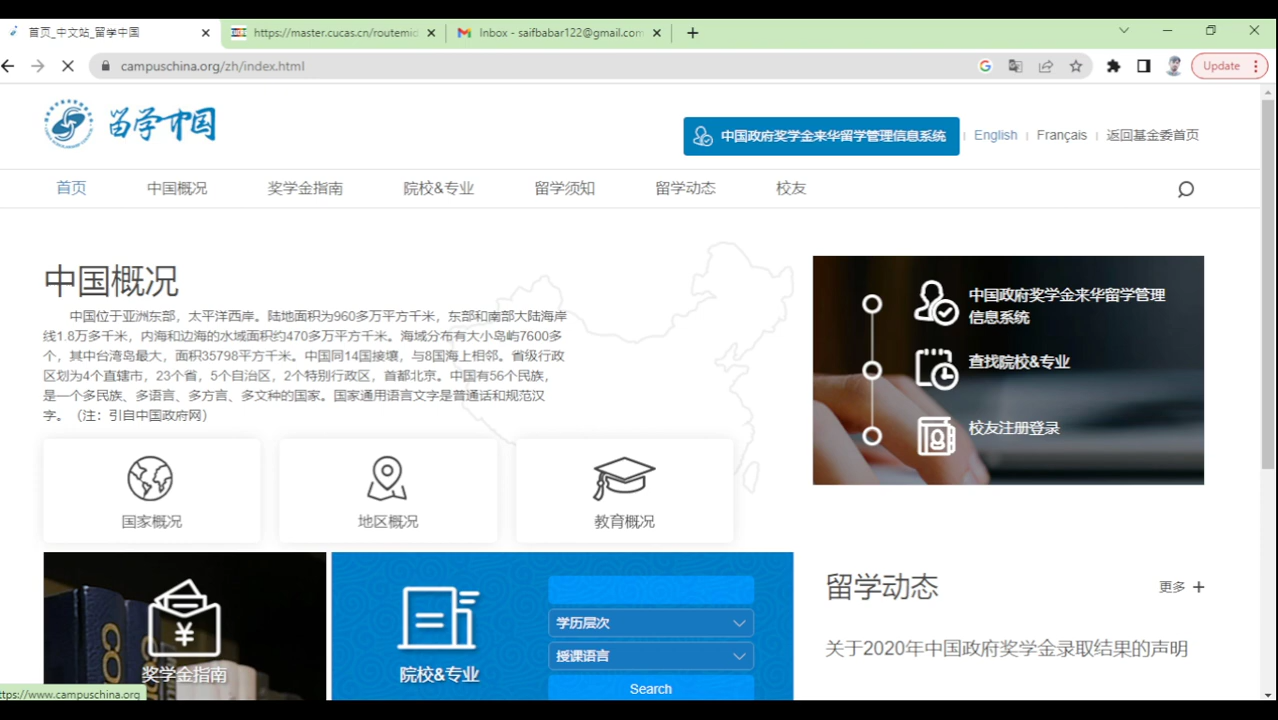 首页_中文站_留学中国
https://master.cucas.cn/routemic
Inbox - saifbabar122@gmail.com
campuschina.org/zh/index.html
Update
留学中国
中国政府奖学金来华留学管理信息系统
English
Français
返回基金委首页
首页
中国概况
奖学金指南
院校&专业
留学须知
留学动态
校友
中国概况
中国位于亚洲东部，太平洋西岸。陆地面积为960多万平方千米，东部和南部大陆海岸
线1.8万多千米，内海和边海的水域面积约470多万平方千米。海域分布有大小岛屿7600多
个，其中台湾岛最大，面积35798平方千米。中国同14国接壤，与8国海上相邻。省级行政
区划为4个直辖市，23个省，5个自治区，2个特别行政区，首都北京。中国有56个民族，
是一个多民族、多语言、多方言、多文种的国家。国家通用语言文字是普通话和规范汉
字。（注：引自中国政府网）
中国政府奖学金来华留学管理
信息系统
查找院校&专业
校友注册登录
国家概况
地区概况
教育概况
奖学金指南
院校&专业
学历层次
授课语言
Search
留学动态
更多 +
关于2020年中国政府奖学金录取结果的声明
ttps://www.campuschina.org